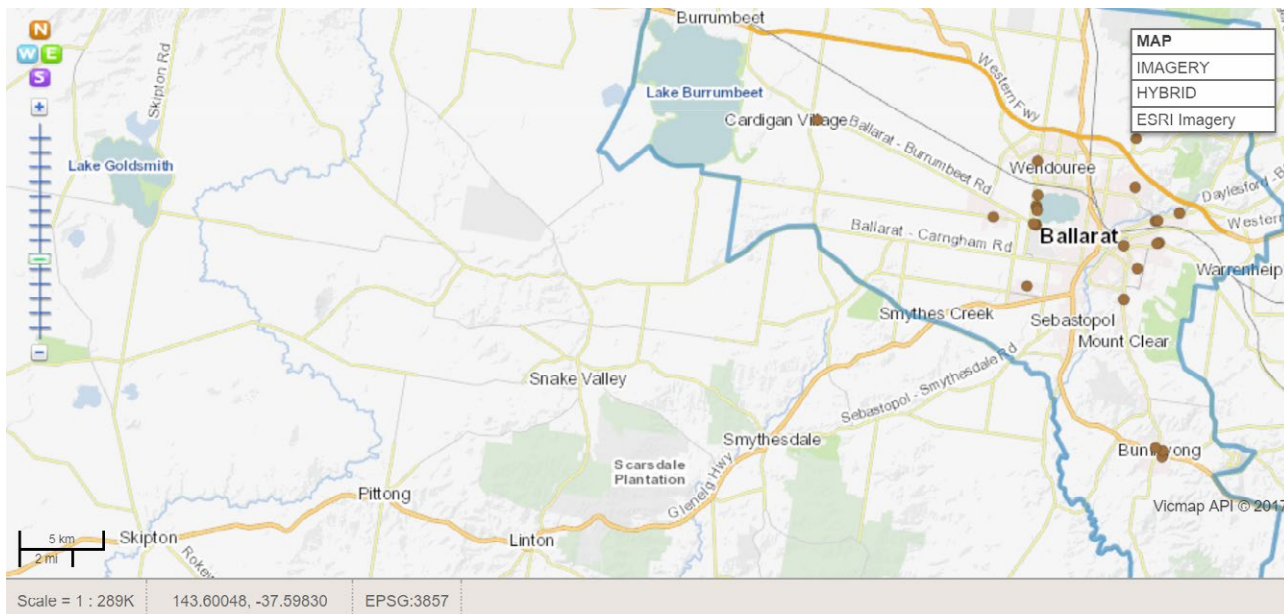 N
W E
S
+
−
Skipton Rd
Burrumbeet
Western Fwy
MAP
IMAGERY
HYBRID
ESRI Imagery
Lake Burrumbeet
Cardigan Village
Ballarat - Burrumbeet Rd
Lake Goldsmith
Wendouree
Ballarat - Carngham Rd
Ballarat
Western
Warrenheip
Smythes Creek
Sebastopol
Mount Clear
Snake Valley
Sebastopol - Smythesdale Rd
Smythesdale
Scarsdale
Plantation
Glenelg Hwy
Pittong
Linton
Skipton
Vicmap API © 2017
5 km
2 mi
Scale = 1 : 289K
143.60048, -37.59830
EPSG:3857